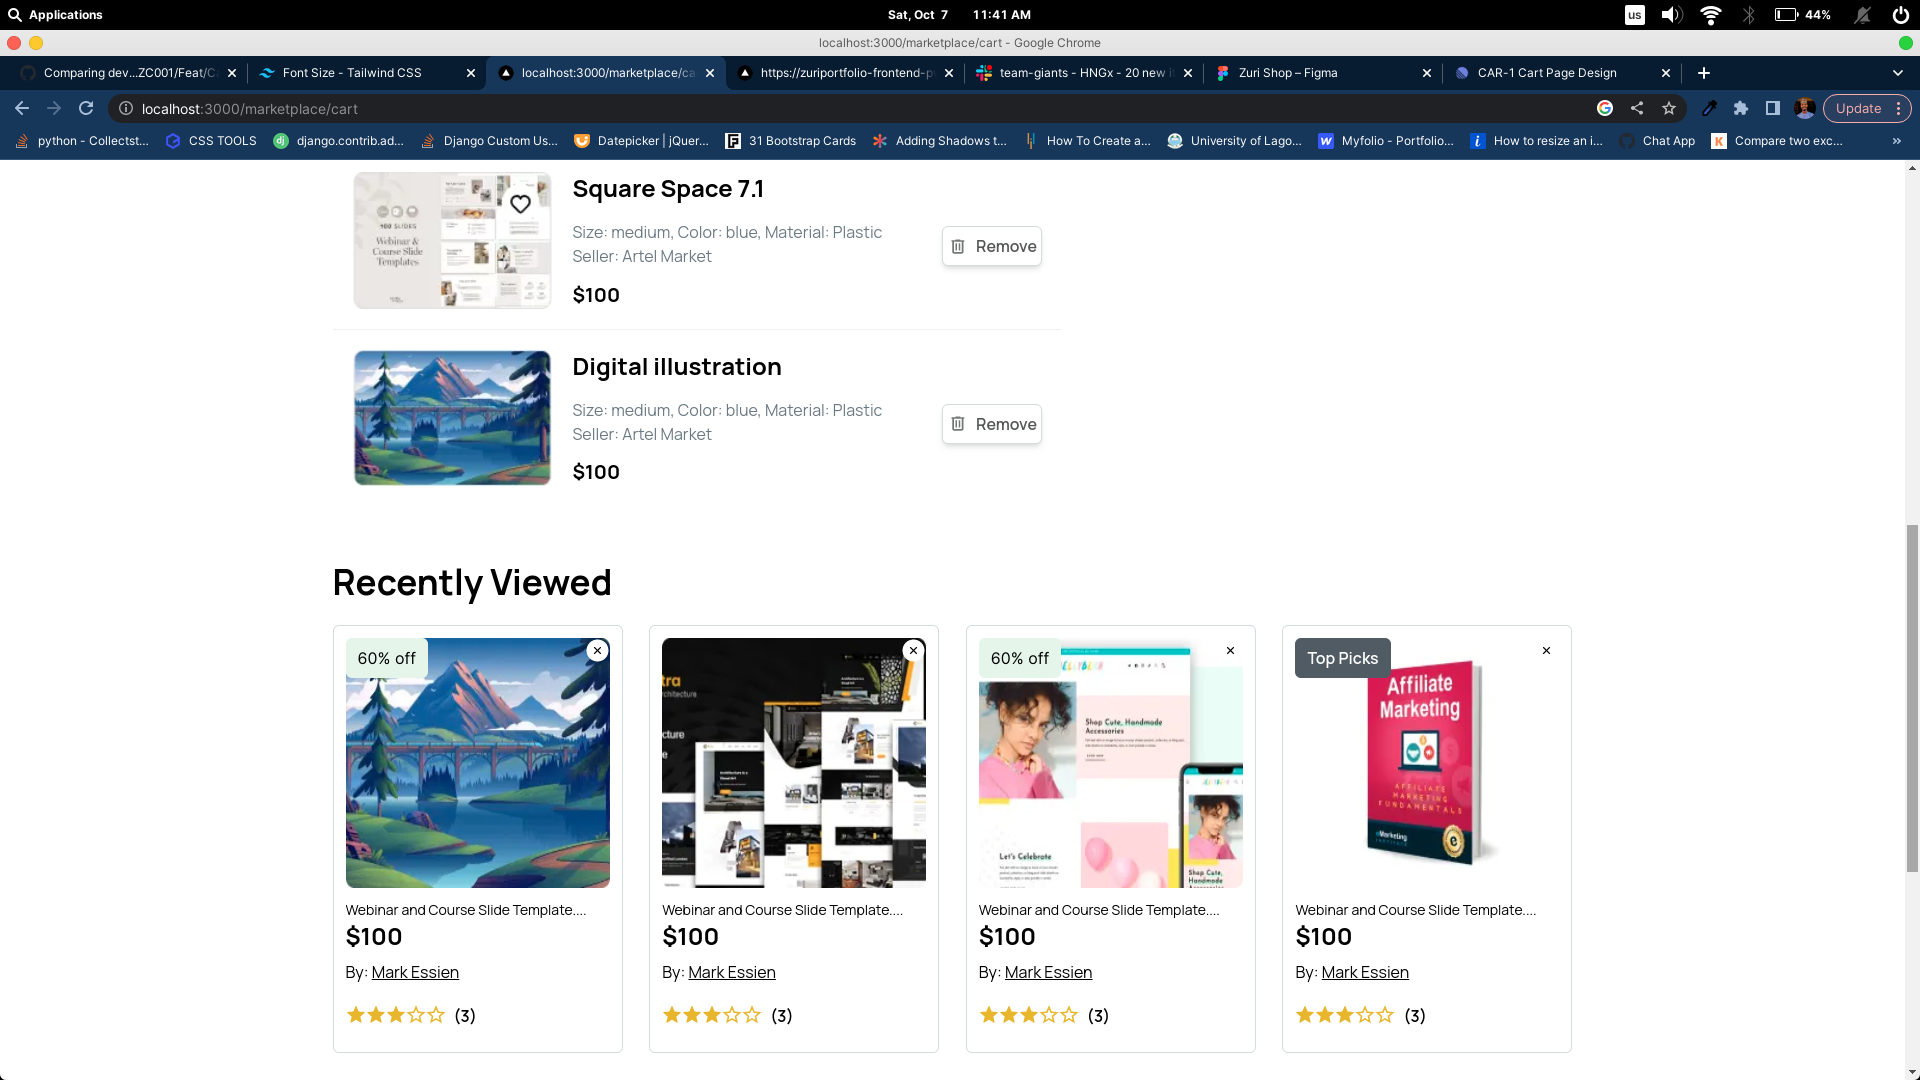 Applications
Sat, Oct 7 11:41 AM
us
44%
localhost:3000/marketplace/cart - Google Chrome
Comparing dev...ZC001/Feat/C
Font Size - Tailwind CSS
localhost:3000/marketplace/ca
https://zuriportfolio-frontend-p
team-giants - HNGx - 20 new i
Zuri Shop – Figma
CAR-1 Cart Page Design
localhost:3000/marketplace/cart
Update
python - Collectst...
CSS TOOLS
django.contrib.ad...
Django Custom Us...
Datepicker | jQuer...
31 Bootstrap Cards
Adding Shadows t...
How To Create a...
University of Lago...
Myfolio - Portfolio...
How to resize an i...
Chat App
Compare two exc...
100 SLIDES
Webinar &
Course Slide
Templates
Square Space 7.1
Size: medium, Color: blue, Material: Plastic
Seller: Artel Market
$100
Remove
Digital illustration
Size: medium, Color: blue, Material: Plastic
Seller: Artel Market
$100
Remove
Recently Viewed
60% off
Webinar and Course Slide Template....
$100
By: Mark Essien
(3)
tra
chitecture
cture
e
Webinar and Course Slide Template....
$100
By: Mark Essien
(3)
60% off
Shop Cute, Handmade
Accessories
Let's Celebrate
Shop Cute,
Handmade
Accessories
Webinar and Course Slide Template....
$100
By: Mark Essien
(3)
Top Picks
Affiliate
Marketing
AFFILIATE
MARKETING
FUNDAMENTALS
eMarketing
INSTITUTE
Webinar and Course Slide Template....
$100
By: Mark Essien
(3)